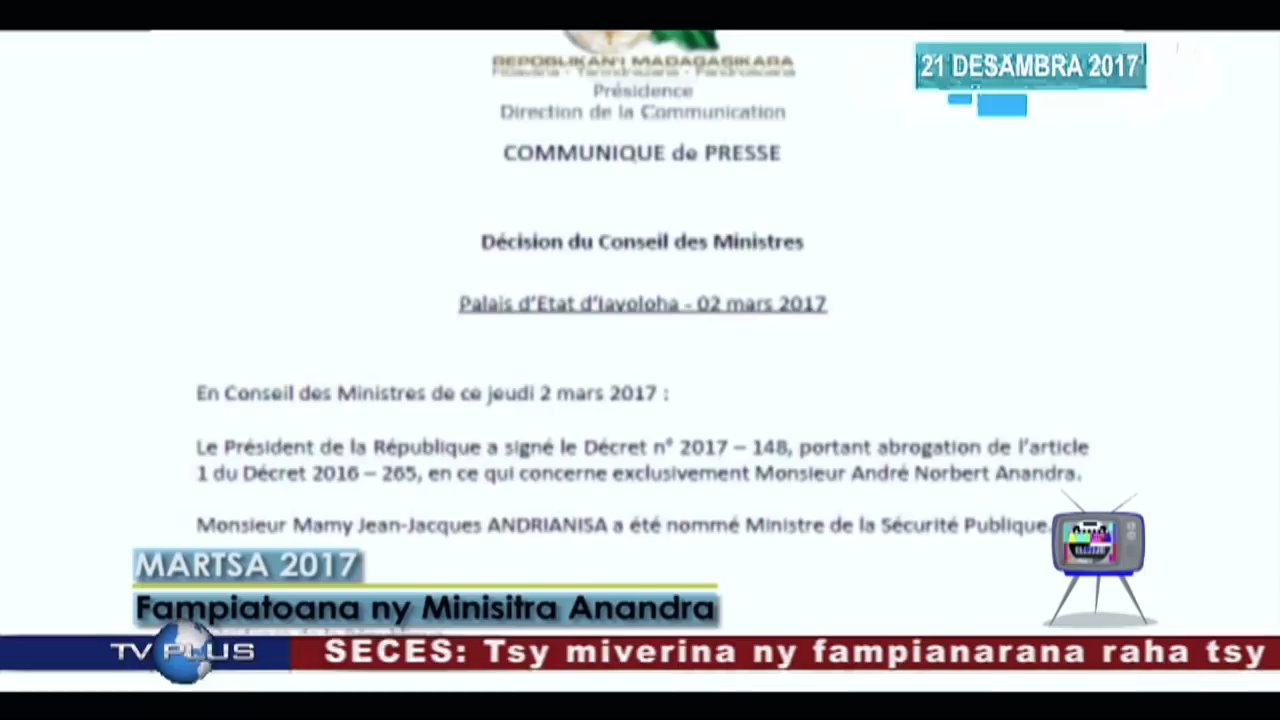 REPOBLIKAN'I MADAGASIKARA
Fitiavana - Tanindrazana - Fandrosoana
Présidence
Direction de la Communication
21 DESAMBRA 2017
COMMUNIQUE de PRESSE
Décision du Conseil des Ministres
Palais d'Etat d'Iavoloha - 02 mars 2017
En Conseil des Ministres de ce jeudi 2 mars 2017 :
Le Président de la République a signé le Décret n° 2017 – 148, portant abrogation de l'article
1 du Décret 2016 – 265, en ce qui concerne exclusivement Monsieur André Norbert Anandra.
Monsieur Mamy Jean-Jacques ANDRIANISA a été nommé Ministre de la Sécurité Publique.
MARTSA 2017
Fampiatoana ny Minisitra Anandra
TV PLUS
SECES: Tsy miverina ny fampianarana raha tsy